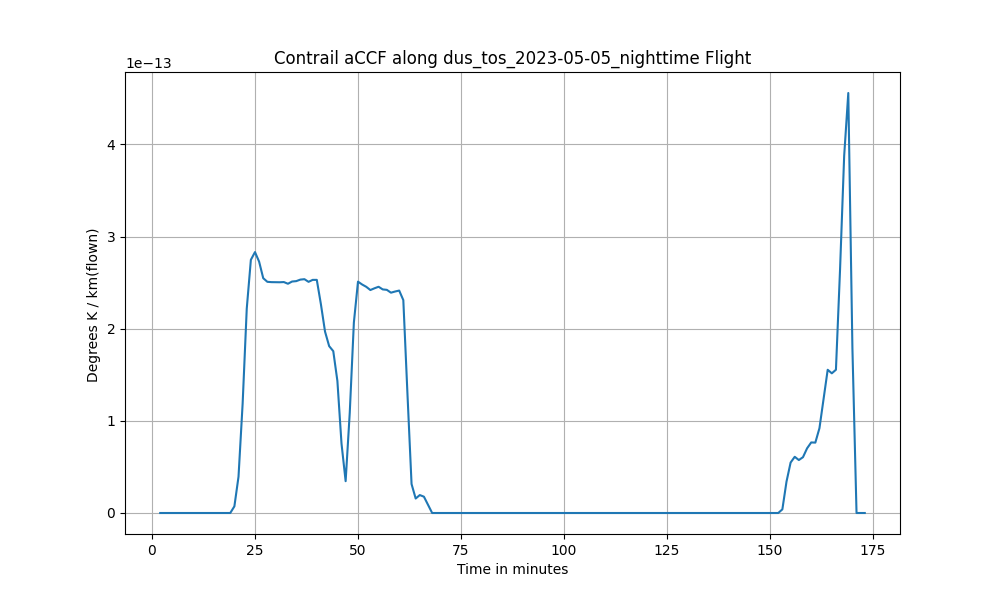 Contrail aCCF along dus_tos_2023-05-05_nighttime Flight
1e−13
4
3
2
1
0
Degrees K / km(flown)
0 25 50 75 100 125 150 175
Time in minutes